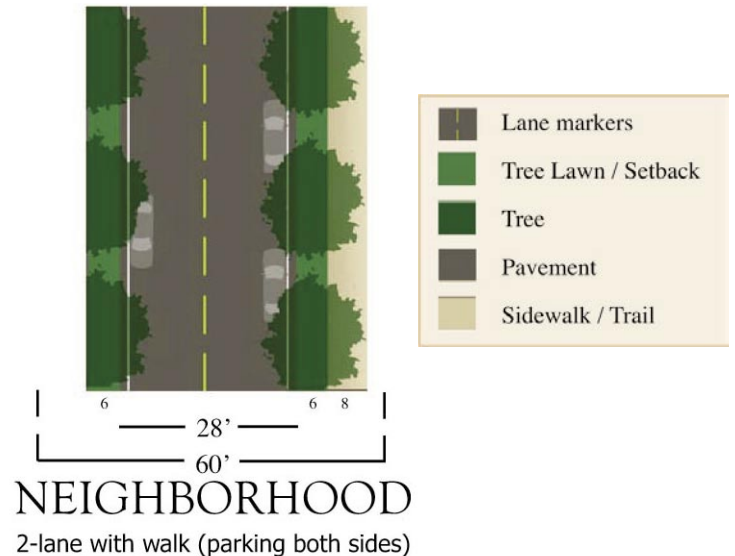 Lane markers
Tree Lawn / Setback
Tree
Pavement
Sidewalk / Trail
6 6 8
28’
60’
NEIGHBORHOOD
2-lane with walk (parking both sides)